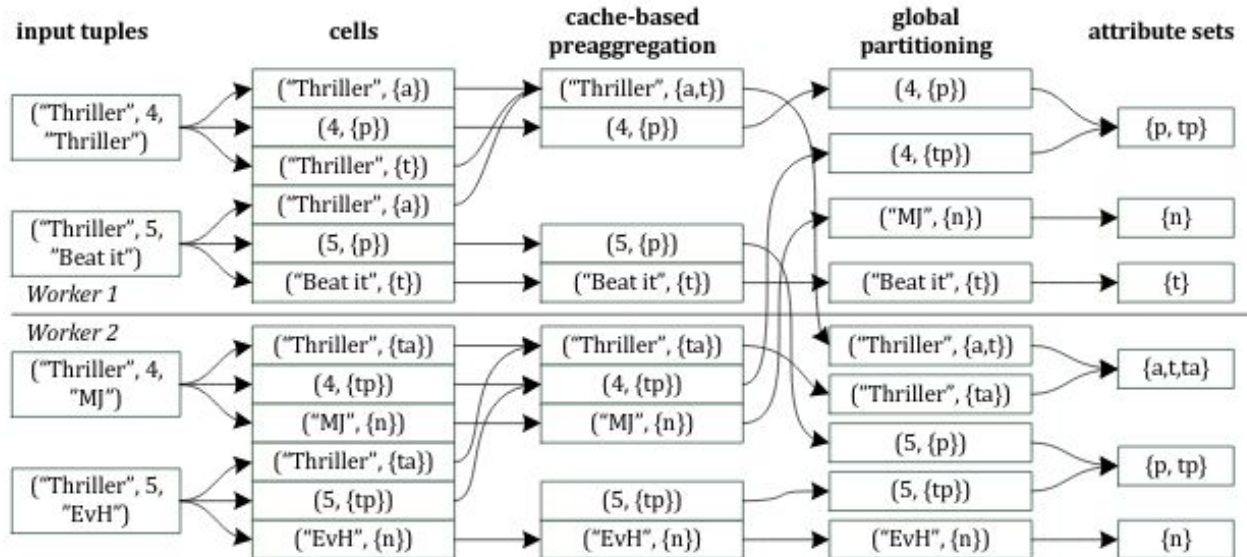 input tuples
cells
cache-based
preaggregation
global
partitioning
attribute sets
(“Thriller”, 4,
”Thriller”)
(“Thriller”, 5,
”Beat it”)
Worker 1
(“Thriller”, {a})
(4, {p})
(“Thriller”, {t})
(“Thriller”, {a})
(5, {p})
(“Beat it”, {t})
(“Thriller”, {a,t})
(4, {p})
(5, {p})
(“Beat it”, {t})
(4, {p})
(4, {tp})
(“MJ”, {n})
(“Beat it”, {t})
{p, tp}
{n}
{t}
Worker 2
(“Thriller”, 4,
”MJ”)
(“Thriller”, 5,
”EvH”)
(“Thriller”, {ta})
(4, {tp})
(“MJ”, {n})
(“Thriller”, {ta})
(5, {tp})
(“EvH”, {n})
(“Thriller”, {ta})
(4, {tp})
(“MJ”, {n})
(5, {tp})
(“EvH”, {n})
(“Thriller”, {a,t})
(“Thriller”, {ta})
(5, {p})
(5, {tp})
(“EvH”, {n})
{a,t,ta}
{p, tp}
{n}